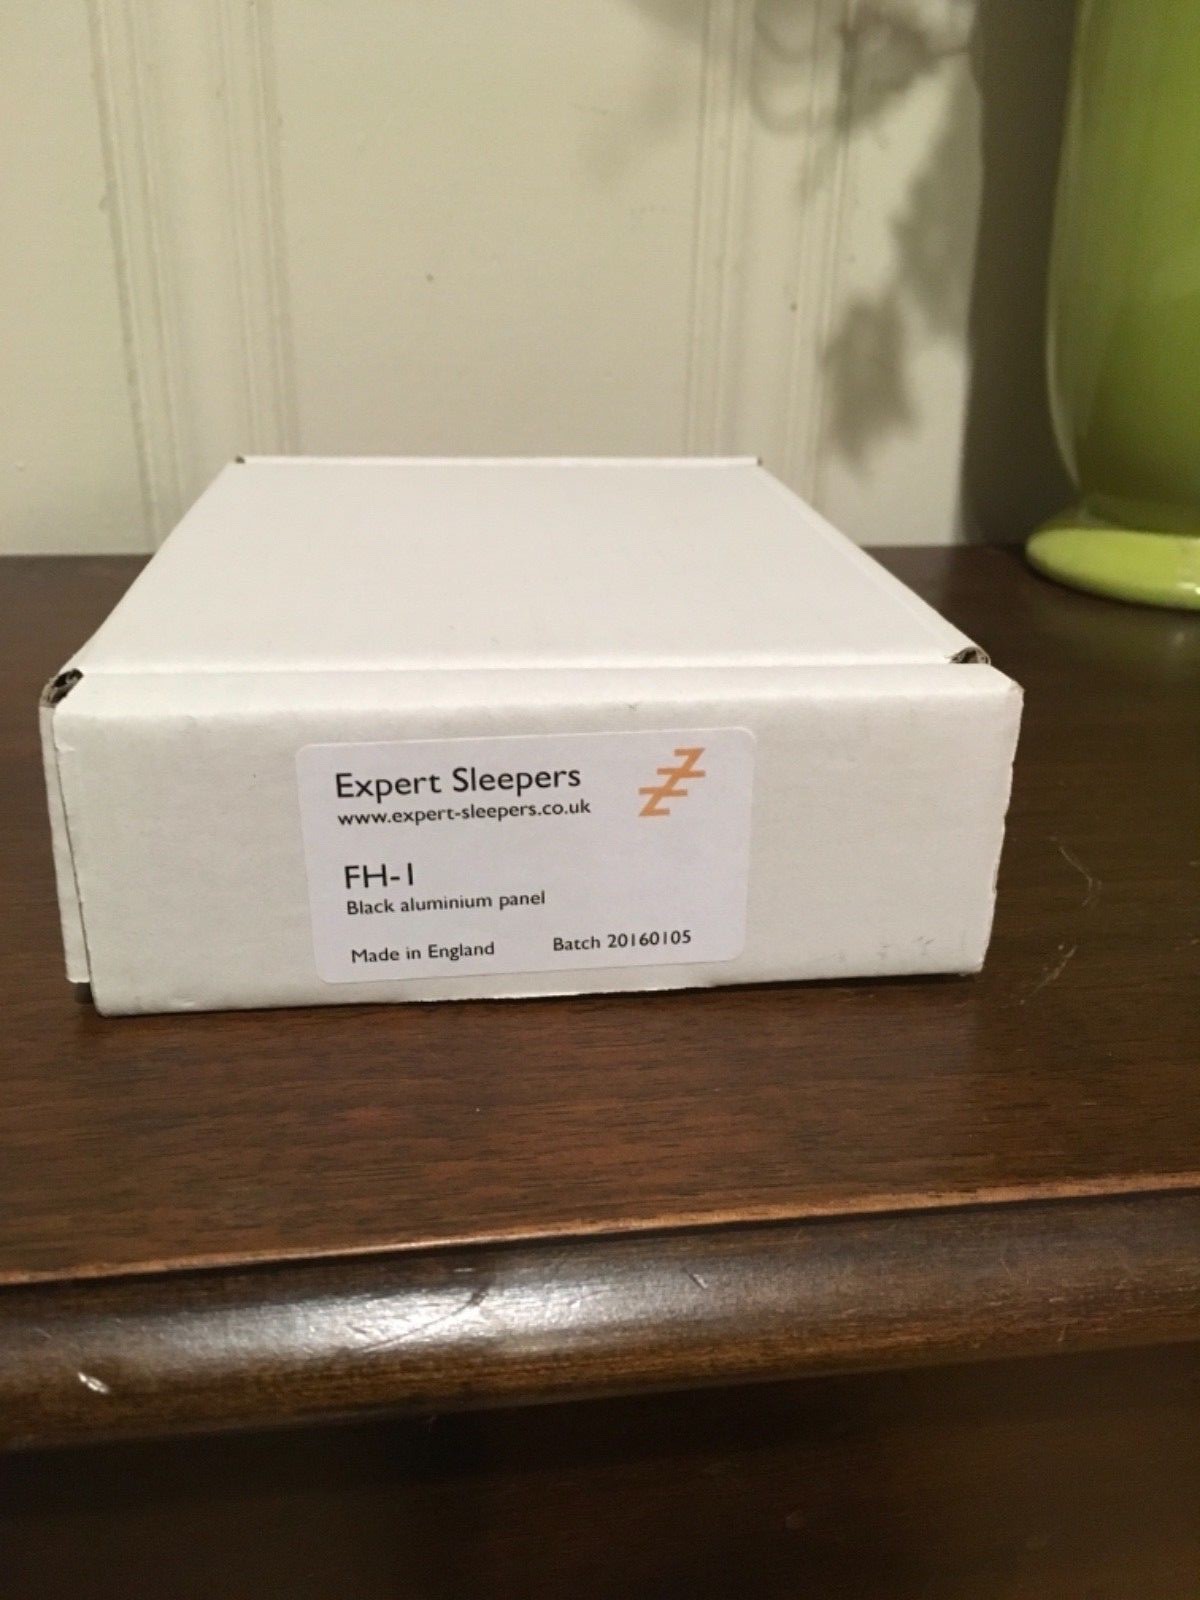 Expert Sleepers
www.expert-sleepers.co.uk
FH-1
Black aluminium panel
Made in England Batch 20160105